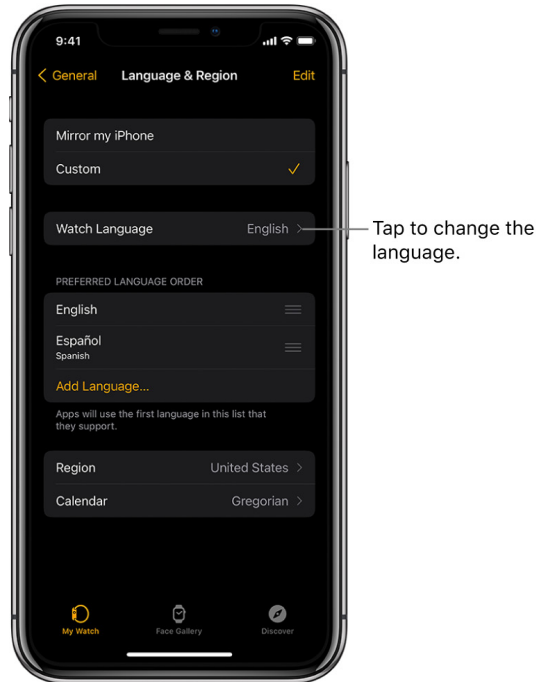 9:41
General Language & Region Edit
Mirror my iPhone
Custom
Watch Language English
Tap to change the
language.
PREFERRED LANGUAGE ORDER
English
Español
Spanish
Add Language...
Apps will use the first language in this list that
they support.
Region United States
Calendar Gregorian
My Watch Face Gallery Discover